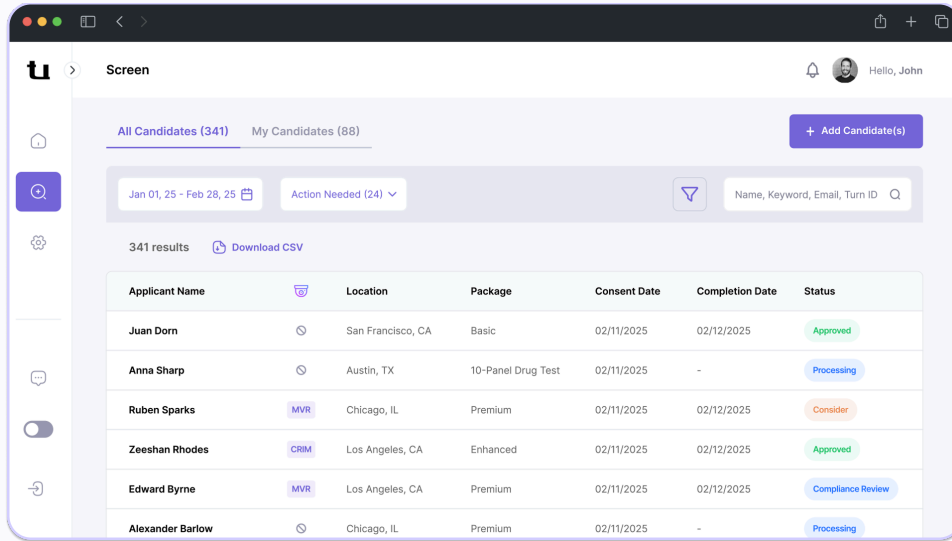 Screen
Hello, John
All Candidates (341) My Candidates (88)
+ Add Candidate(s)
Jan 01, 25 - Feb 28, 25 Action Needed (24) Name, Keyword, Email, Turn ID
341 results Download CSV
Applicant Name Location Package Consent Date Completion Date Status
Juan Dorn San Francisco, CA Basic 02/11/2025 02/12/2025 Approved
Anna Sharp Austin, TX 10-Panel Drug Test 02/11/2025 - Processing
Ruben Sparks MVR Chicago, IL Premium 02/11/2025 02/12/2025 Consider
Zeeshan Rhodes CRIM Los Angeles, CA Enhanced 02/11/2025 02/12/2025 Approved
Edward Byrne MVR Los Angeles, CA Premium 02/11/2025 02/12/2025 Compliance Review
Alexander Barlow Chicago, IL Premium 02/11/2025 - Processing